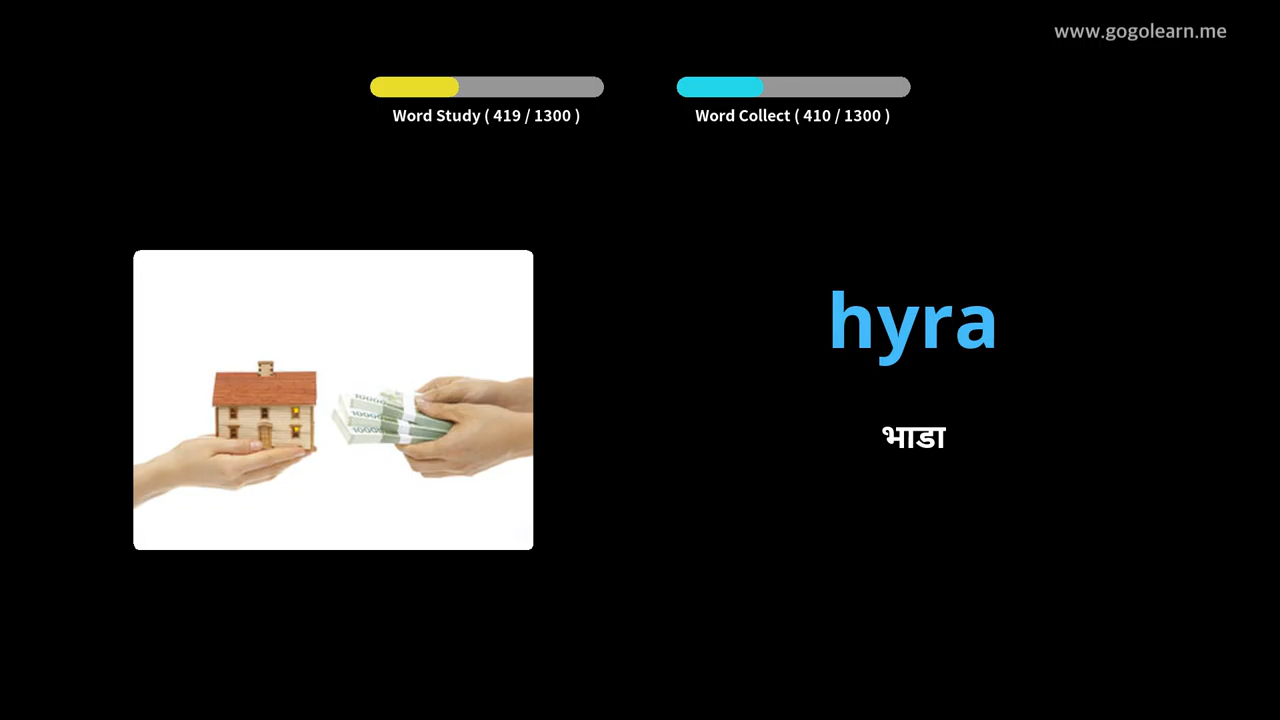 www.gogolearn.me
Word Study ( 419 / 1300 )
Word Collect ( 410 / 1300 )
hyra
भाडा